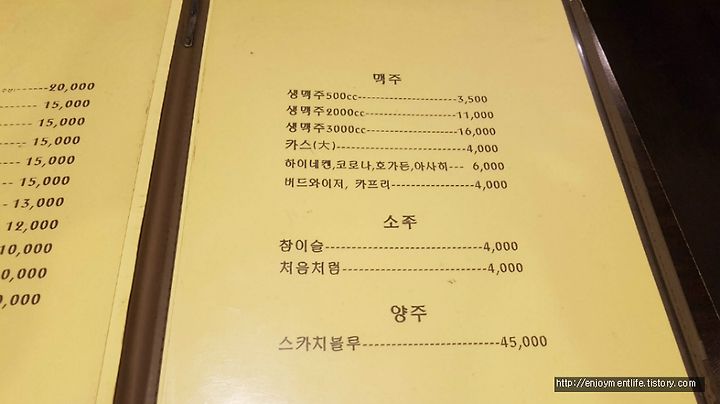 20,000
15,000
15,000
15,000
15,000
15,000
13,000
12,000
10,000
0,000
0,000
맥주
생맥주500cc----------------------3,500
생맥주2000cc---------------------11,000
생맥주3000cc--------------------16,000
카스(大)------------------------4,000
하이네켄,코로나,호가든,아사히--- 6,000
버드와이저, 카프리----------------4,000
소주
참이슬------------------------4,000
처음처럼----------------------4,000
양주
스카치블루----------------------45,000
http://enjoymentlife.tistory.com